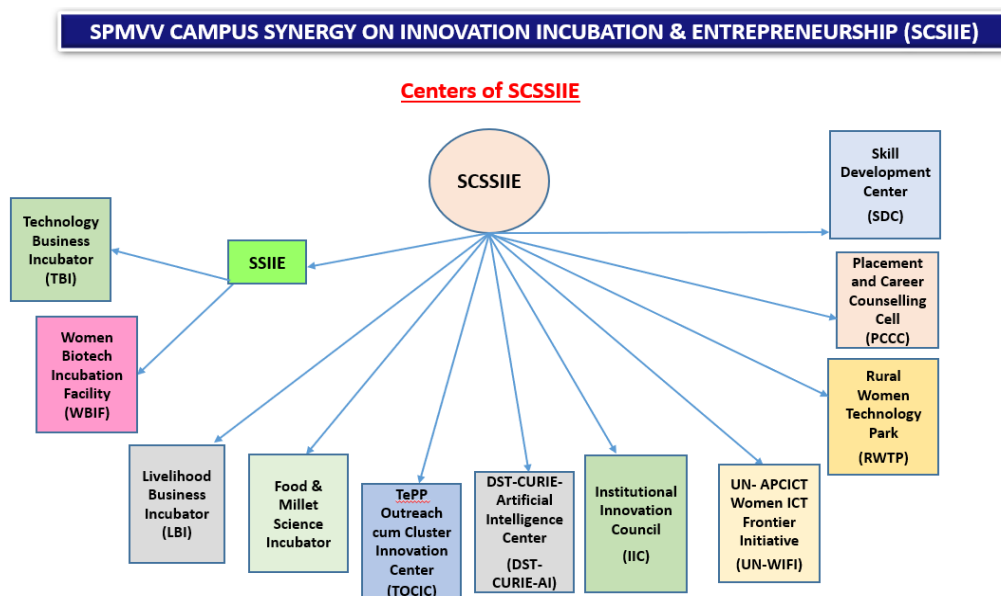 SPMVV CAMPUS SYNERGY ON INNOVATION INCUBATION & ENTREPRENEURSHIP (SCSIIE)
Centers of SCSSIIE
SCSSIIE
Skill
Development
Center
(SDC)
Technology
Business
Incubator
(TBI)
SSIIE
Placement
and Career
Counselling
Cell
(PCCC)
Women
Biotech
Incubation
Facility
(WBIF)
Rural
Women
Technology
Park
(RWTP)
Livelihood
Business
Incubator
(LBI)
Food &
Millet
Science
Incubator
TePP
Outreach
cum Cluster
Innovation
Center
(TOCIC)
DST-CURIE-
Artificial
Intelligence
Center
(DST-
CURIE-AI)
Institutional
Innovation
Council
(IIC)
UN- APCICT
Women ICT
Frontier
Initiative
(UN-WIFI)